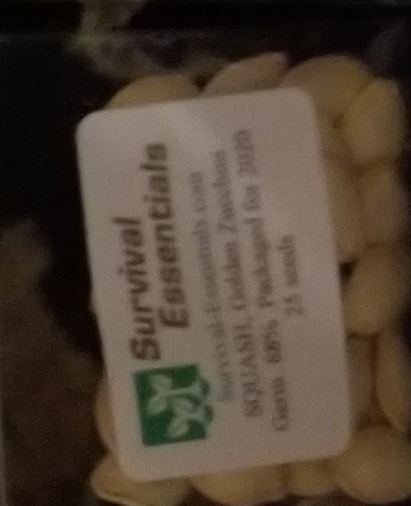 Survival
Essentials
Survival-Essentials.com
SQUASH, Golden Zucchini
Germ 88% Packaged for 2020
25 seeds